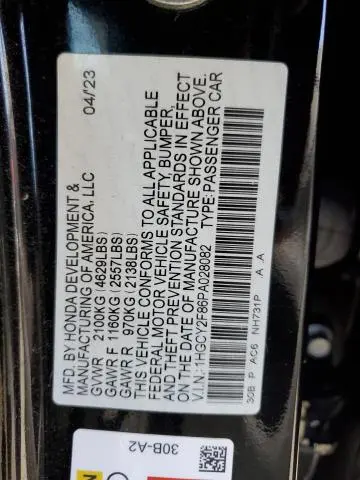 MFD. BY HONDA DEVELOPMENT &
MANUFACTURING OF AMERICA, LLC 04/23
GVWR 2100KG (4629LBS)
GAWR F 1160KG (2557LBS)
GAWR R 970KG (2138LBS)
THIS VEHICLE CONFORMS TO ALL APPLICABLE
FEDERAL MOTOR VEHICLE SAFETY, BUMPER,
AND THEFT PREVENTION STANDARDS IN EFFECT
ON THE DATE OF MANUFACTURE SHOWN ABOVE.
V.I.N.: 1HGCY2F86PA028082 TYPE: PASSENGER CAR
30B P AC6 NH731P A A
30B-A2